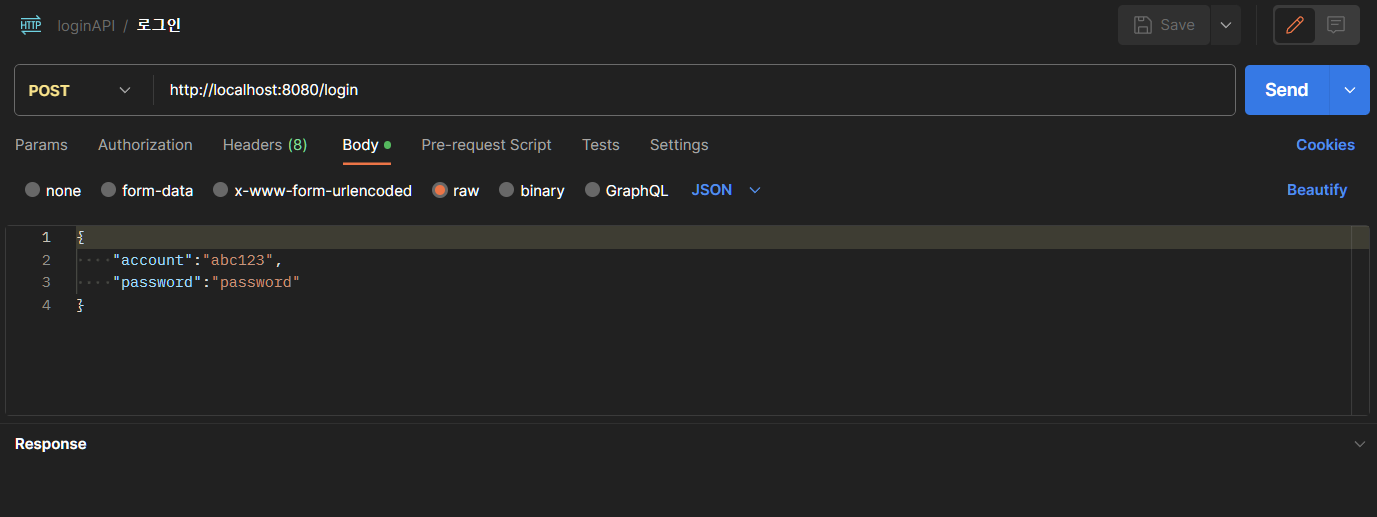 HTTP loginAPI / 로그인 Save
POST http://localhost:8080/login Send
Params Authorization Headers (8) Body Pre-request Script Tests Settings Cookies
none form-data x-www-form-urlencoded raw binary GraphQL JSON Beautify
1 {
2 "account":"abc123",
3 "password":"password"
4 }
Response